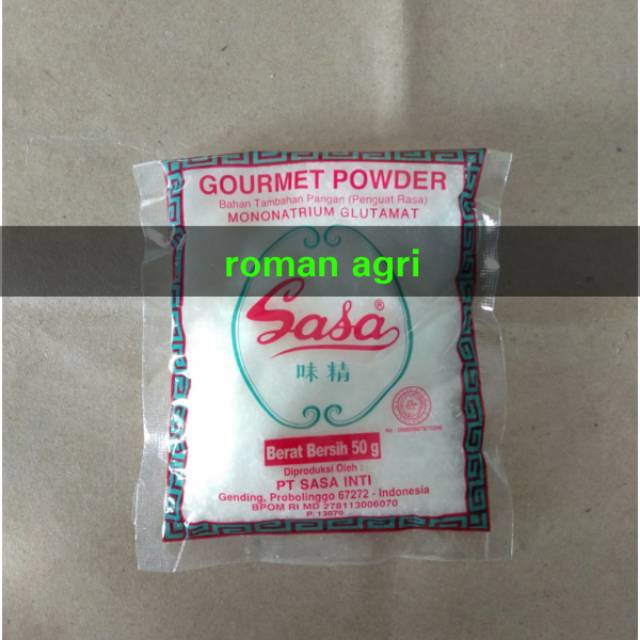 GOURMET POWDER
Bahan Tambahan Pangan (Penguat Rasa)
MONONATRIUM GLUTAMAT
roman agri
Sasa®
味精
Berat Bersih 50 g
Diproduksi Oleh :
PT SASA INTI
Gending, Probolinggo 67272 - Indonesia
BPOM RI MD 278113006070
P. 13070